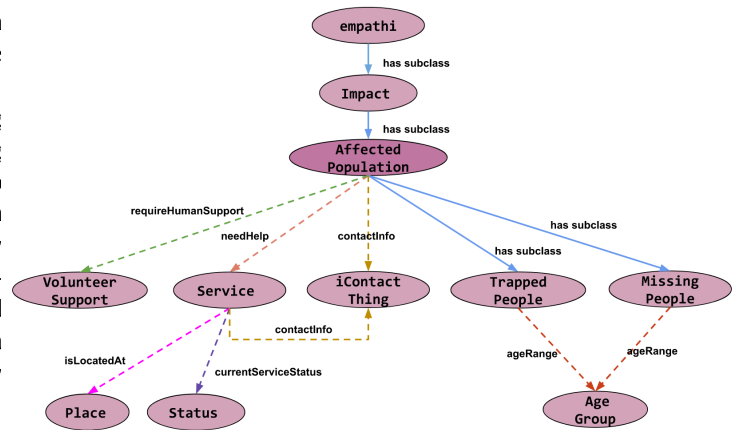 empathi
has subclass
Impact
has subclass
Affected
Population
requireHumanSupport
needHelp
contactInfo
has subclass
has subclass
Volunteer
Support
Service
iContact
Thing
Trapped
People
Missing
People
contactInfo
isLocatedAt
currentServiceStatus
ageRange
ageRange
Place
Status
Age
Group